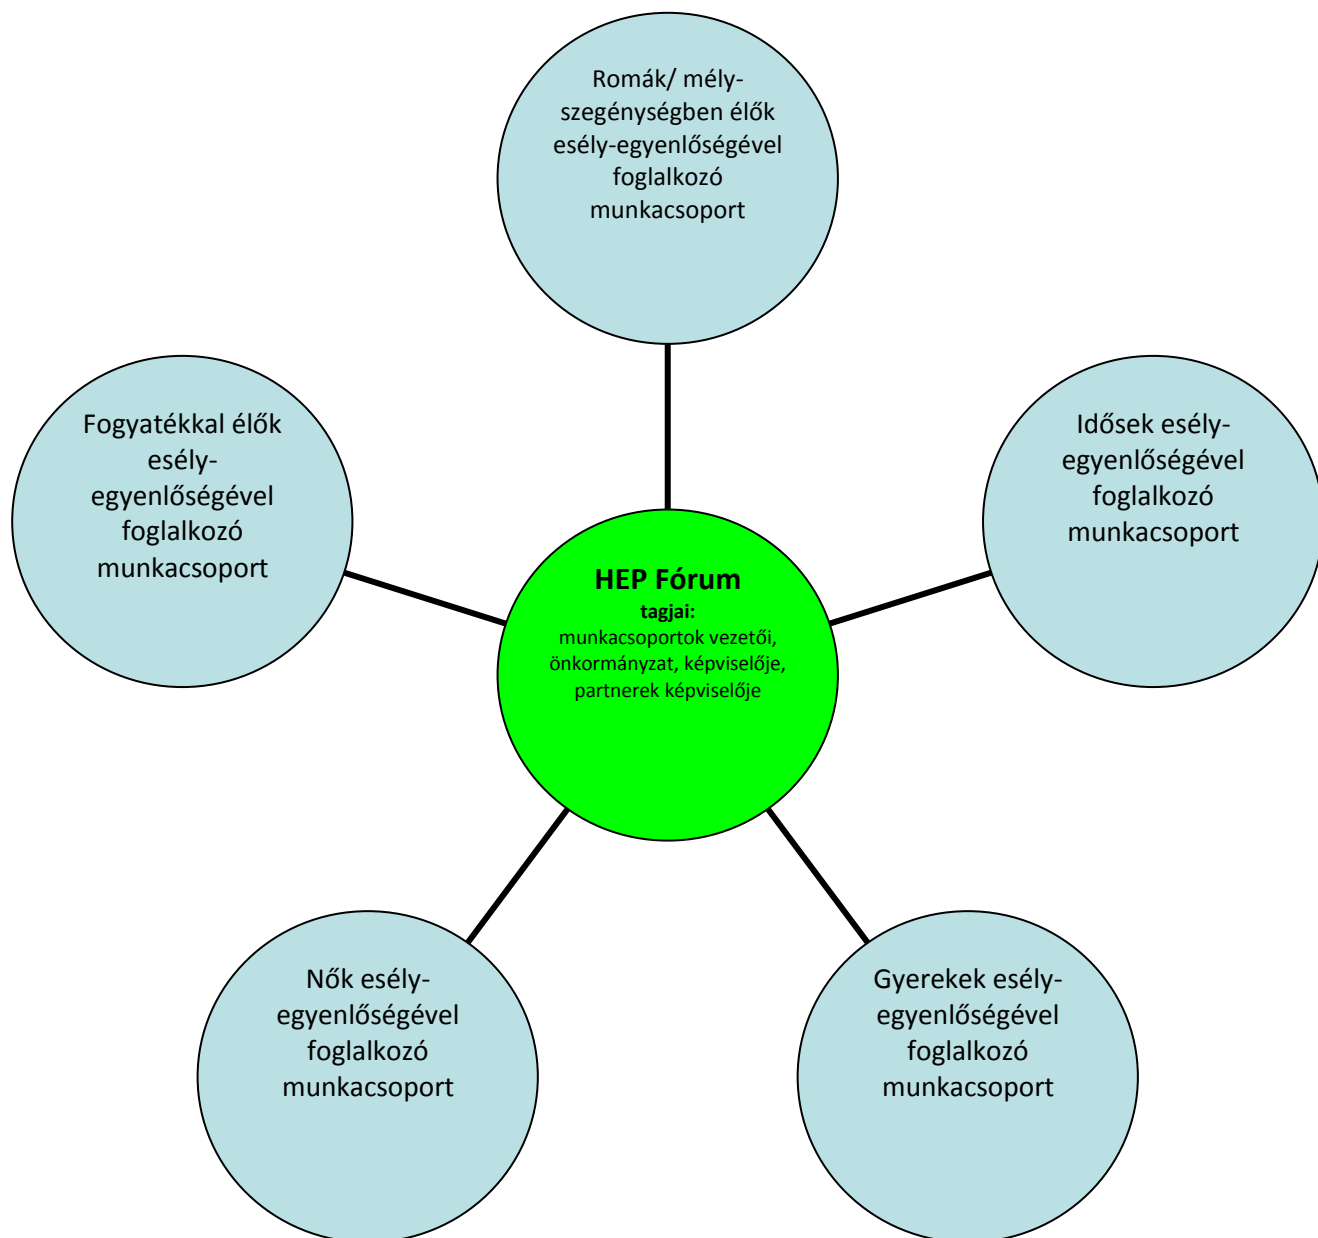 Romák/ mély-
szegénységben élők
esély-egyenlőségével
foglalkozó
munkacsoport
Fogyatékkal élők
esély-
egyenlőségével
foglalkozó
munkacsoport
Idősek esély-
egyenlőségével
foglalkozó
munkacsoport
HEP Fórum
tagjai:
munkacsoportok vezetői,
önkormányzat, képviselője,
partnerek képviselője
Nők esély-
egyenlőségével
foglalkozó
munkacsoport
Gyerekek esély-
egyenlőségével
foglalkozó
munkacsoport